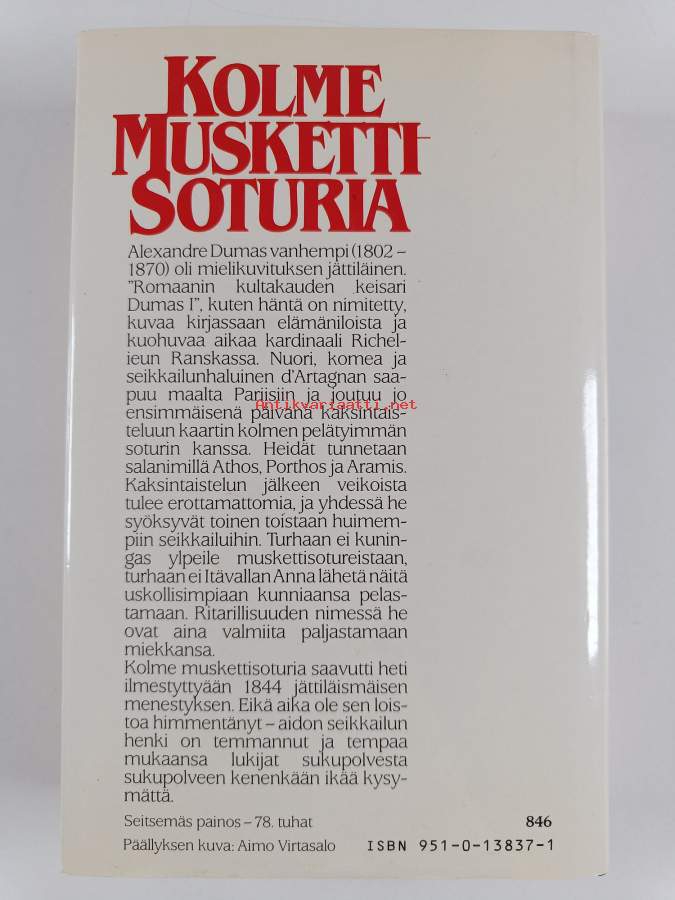 KOLME
MUSKETTI-
SOTURIA
Alexandre Dumas vanhempi (1802 –
1870) oli mielikuvituksen jättiläinen.
"Romaanin kultakauden keisari
Dumas I", kuten häntä on nimitetty,
kuvaa kirjassaan elämäniloista ja
kuohuvaa aikaa kardinaali Richel-
ieun Ranskassa. Nuori, komea ja
seikkailunhaluinen d'Artagnan saa-
puu maalta Pariisiin ja joutuu jo
Antikvariaatti.net
ensimmäisenä päivänä kaksintais-
teluun kaartin kolmen pelätyimmän
soturin kanssa. Heidät tunnetaan
salanimillä Athos, Porthos ja Aramis.
Kaksintaistelun jälkeen veikoista
tulee erottamattomia, ja yhdessä he
syöksyvät toinen toistaan huimem-
piin seikkailuihin. Turhaan ei kunin-
gas ylpeile muskettisotureistaan,
turhaan ei Itävallan Anna lähetä näitä
uskollisimpiaan kunniaansa pelas-
tamaan. Ritarillisuuden nimessä he
ovat aina valmiita paljastamaan
miekkansa.
Kolme muskettisoturia saavutti heti
ilmestyttyään 1844 jättiläismäisen
menestyksen. Eikä aika ole sen lois-
toa himmentänyt – aidon seikkailun
henki on temmannut ja tempaa
mukaansa lukijat sukupolvesta
sukupolveen kenenkään ikää kysy-
mättä.
Seitsemäs painos – 78. tuhat 846
Päällyksen kuva: Aimo Virtasalo ISBN 951-0-13837-1